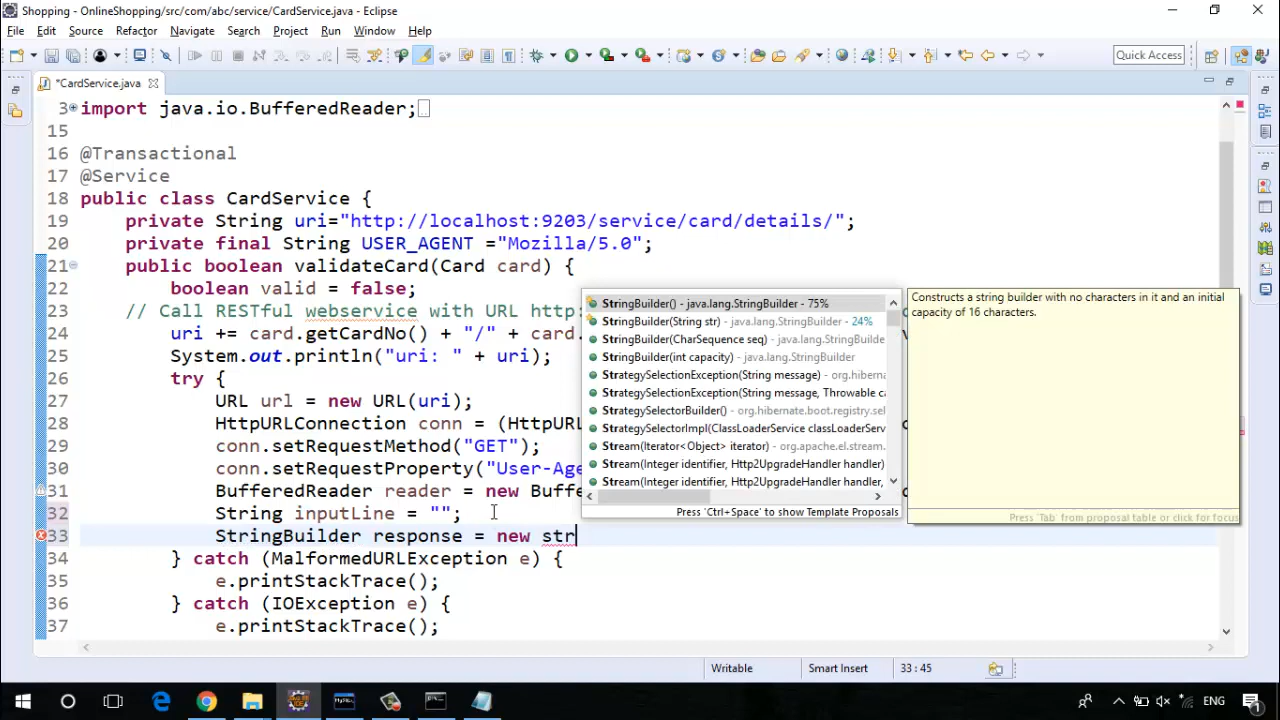 Shopping - OnlineShopping/src/com/abc/service/CardService.java - Eclipse
File Edit Source Refactor Navigate Search Project Run Window Help
Quick Access
*CardService.java
3 import java.io.BufferedReader;
15
16 @Transactional
17 @Service
18 public class CardService {
19 private String uri="http://localhost:9203/service/card/details/";
20 private final String USER_AGENT ="Mozilla/5.0";
21 public boolean validateCard(Card card) {
22 boolean valid = false;
23 // Call RESTful webservice with URL http:
24 uri += card.getCardNo() + "/" + card.
25 System.out.println("uri: " + uri);
26 try {
27 URL url = new URL(uri);
28 HttpURLConnection conn = (HttpURL
29 conn.setRequestMethod("GET");
30 conn.setRequestProperty("User-Age
31 BufferedReader reader = new Buffe
32 String inputLine = "";
33 StringBuilder response = new str
34 } catch (MalformedURLException e) {
35 e.printStackTrace();
36 } catch (IOException e) {
37 e.printStackTrace();
StringBuilder() - java.lang.StringBuilder - 75%
StringBuilder(String str) - java.lang.StringBuilder - 24%
StringBuilder(CharSequence seq) - java.lang.StringBuilde
StringBuilder(int capacity) - java.lang.StringBuilder
StrategySelectionException(String message) - org.hiberna
StrategySelectionException(String message, Throwable ca
StrategySelectorBuilder() - org.hibernate.boot.registry.sel
StrategySelectorImpl(ClassLoaderService classLoaderServ
Stream(Iterator<Object> iterator) - org.apache.el.stream.
Stream(Integer identifier, Http2UpgradeHandler handler)
Stream(Integer identifier, Http2UpgradeHandler handler,
Press 'Ctrl+Space' to show Template Proposals
Constructs a string builder with no characters in it and an initial
capacity of 16 characters.
Press 'Tab' from proposal table or click for focus
Writable Smart Insert 33 : 45
ENG 1